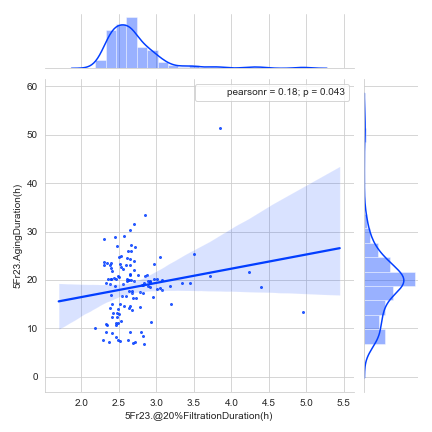 pearsonr = 0.18; p = 0.043
60
50
40
30
20
10
0
5Fr23.AgingDuration(h)
2.0 2.5 3.0 3.5 4.0 4.5 5.0 5.5
5Fr23.@20%FiltrationDuration(h)